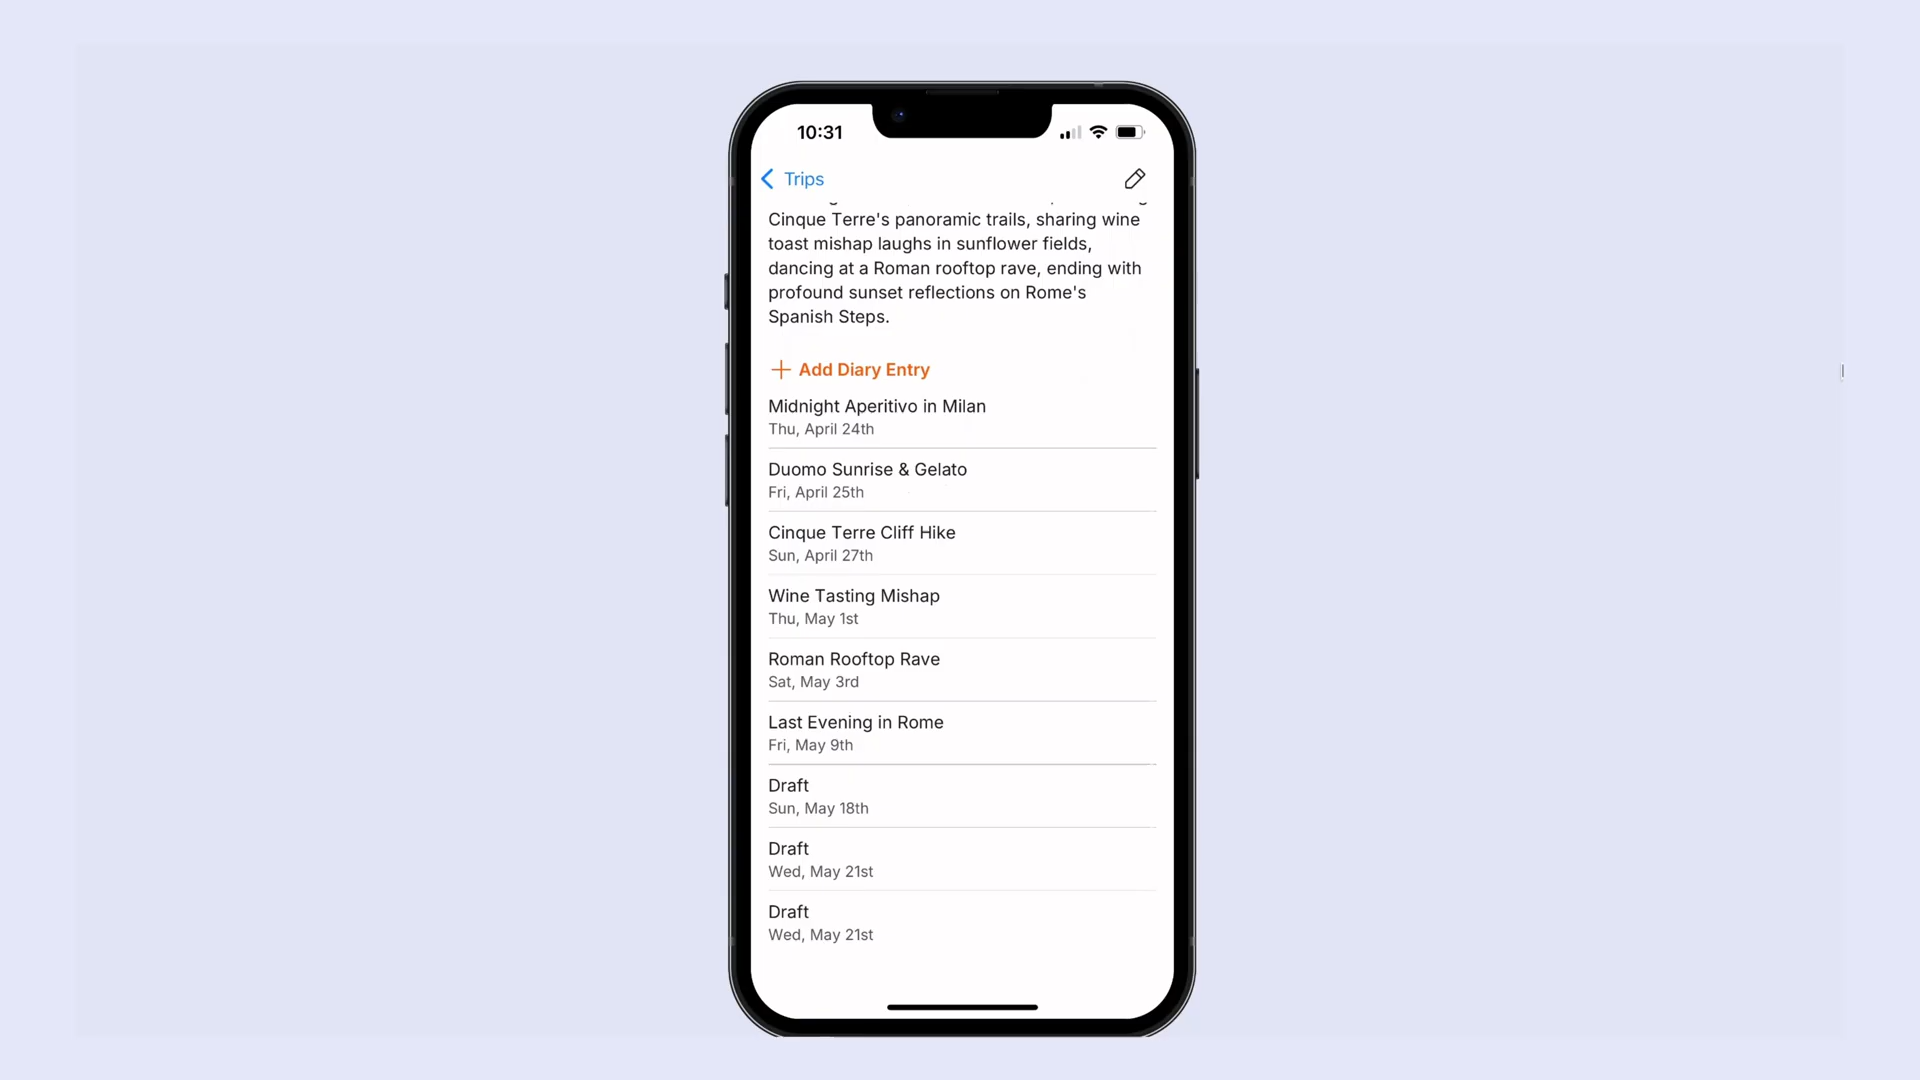 10:31
Trips
Cinque Terre's panoramic trails, sharing wine
toast mishap laughs in sunflower fields,
dancing at a Roman rooftop rave, ending with
profound sunset reflections on Rome's
Spanish Steps.
Add Diary Entry
Midnight Aperitivo in Milan
Thu, April 24th
Duomo Sunrise & Gelato
Fri, April 25th
Cinque Terre Cliff Hike
Sun, April 27th
Wine Tasting Mishap
Thu, May 1st
Roman Rooftop Rave
Sat, May 3rd
Last Evening in Rome
Fri, May 9th
Draft
Sun, May 18th
Draft
Wed, May 21st
Draft
Wed, May 21st